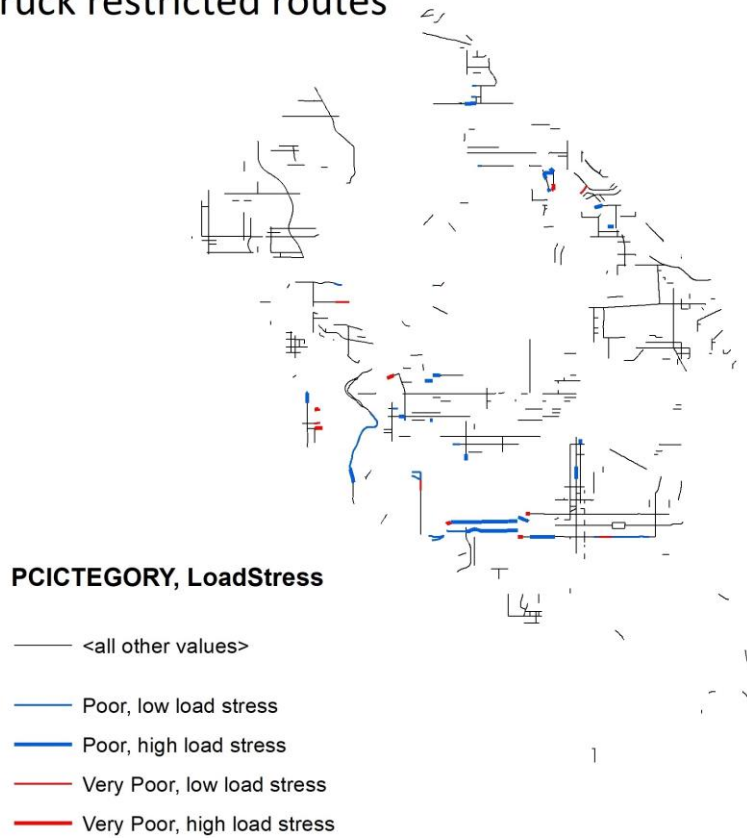 ruck restricted routes
PCICTEGORY, LoadStress
<all other values>
Poor, low load stress
Poor, high load stress
Very Poor, low load stress
Very Poor, high load stress